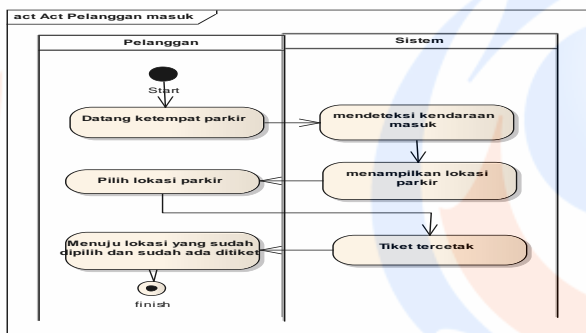 act Act Pelanggan masuk
Pelanggan
Sistem
Start
Datang ketempat parkir
mendeteksi kendaraan
masuk
Pilih lokasi parkir
menampilkan lokasi
parkir
Menuju lokasi yang sudah
dipilih dan sudah ada ditiket
Tiket tercetak
finish